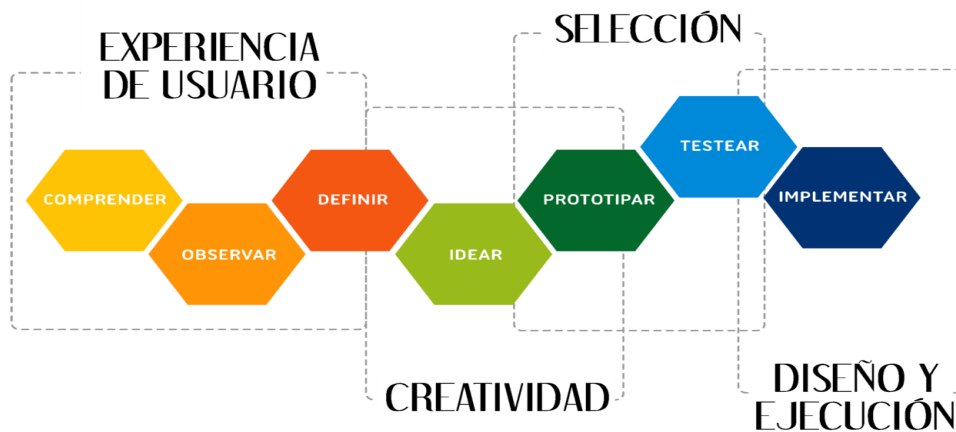 EXPERIENCIA
DE USUARIO
SELECCIÓN
COMPRENDER
OBSERVAR
DEFINIR
IDEAR
PROTOTIPAR
TESTEAR
IMPLEMENTAR
CREATIVIDAD
DISEÑO Y
EJECUCIÓN